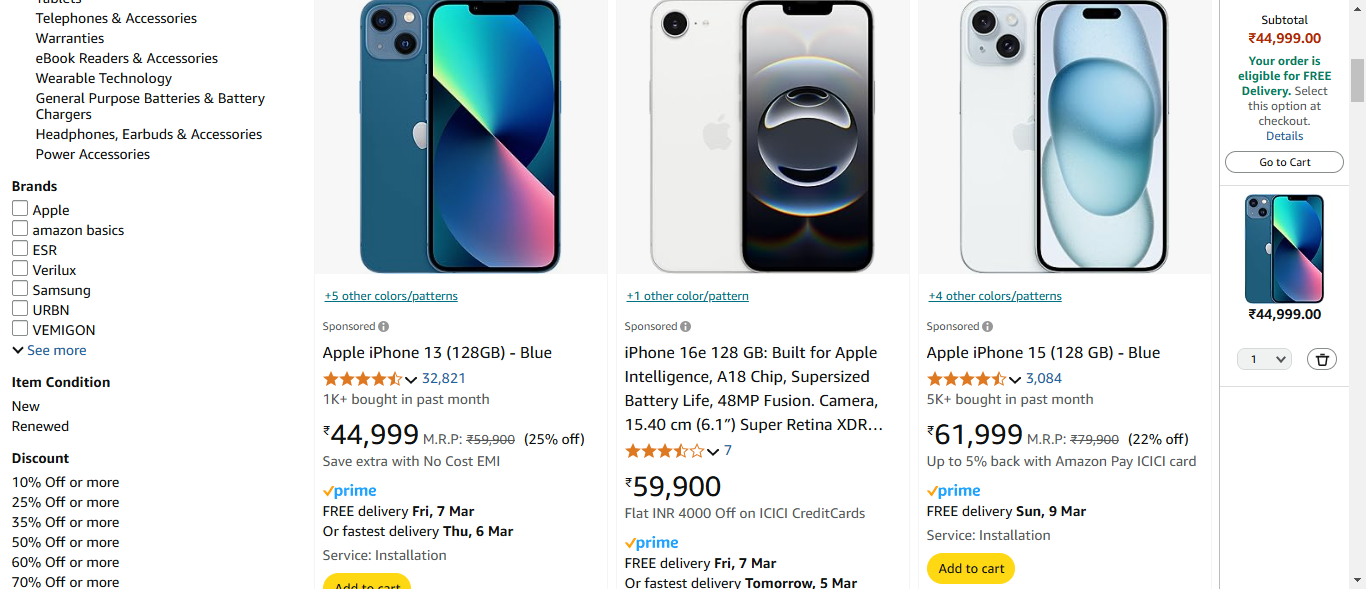 Tablets
Telephones & Accessories
Warranties
eBook Readers & Accessories
Wearable Technology
General Purpose Batteries & Battery
Chargers
Headphones, Earbuds & Accessories
Power Accessories
Brands
Apple
amazon basics
ESR
Verilux
Samsung
URBN
VEMIGON
See more
Item Condition
New
Renewed
Discount
10% Off or more
25% Off or more
35% Off or more
50% Off or more
60% Off or more
70% Off or more
+5 other colors/patterns
Sponsored
Apple iPhone 13 (128GB) - Blue
32,821
1K+ bought in past month
₹44,999 M.R.P: ₹59,900 (25% off)
Save extra with No Cost EMI
prime
FREE delivery Fri, 7 Mar
Or fastest delivery Thu, 6 Mar
Service: Installation
Add to cart
+1 other color/pattern
Sponsored
iPhone 16e 128 GB: Built for Apple
Intelligence, A18 Chip, Supersized
Battery Life, 48MP Fusion. Camera,
15.40 cm (6.1″) Super Retina XDR…
7
₹59,900
Flat INR 4000 Off on ICICI CreditCards
prime
FREE delivery Fri, 7 Mar
Or fastest delivery Tomorrow, 5 Mar
+4 other colors/patterns
Sponsored
Apple iPhone 15 (128 GB) - Blue
3,084
5K+ bought in past month
₹61,999 M.R.P: ₹79,900 (22% off)
Up to 5% back with Amazon Pay ICICI card
prime
FREE delivery Sun, 9 Mar
Service: Installation
Add to cart
Subtotal
₹44,999.00
Your order is
eligible for FREE
Delivery. Select
this option at
checkout.
Details
Go to Cart
₹44,999.00
1